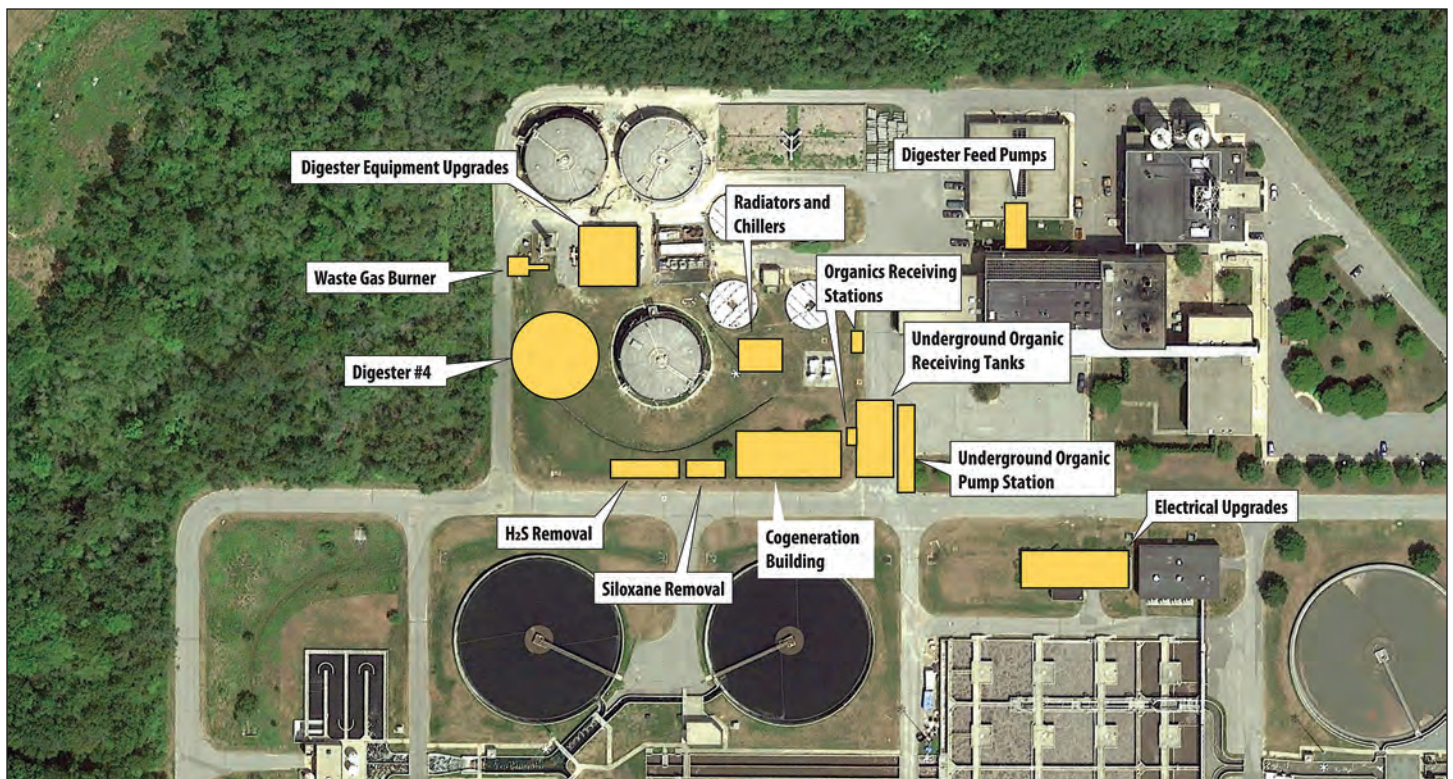 Digester Equipment Upgrades
Digester Feed Pumps
Radiators and
Chillers
Waste Gas Burner
Organics Receiving
Stations
Underground Organic
Receiving Tanks
Digester #4
Underground Organic
Pump Station
Electrical Upgrades
H₂S Removal
Cogeneration
Building
Siloxane Removal